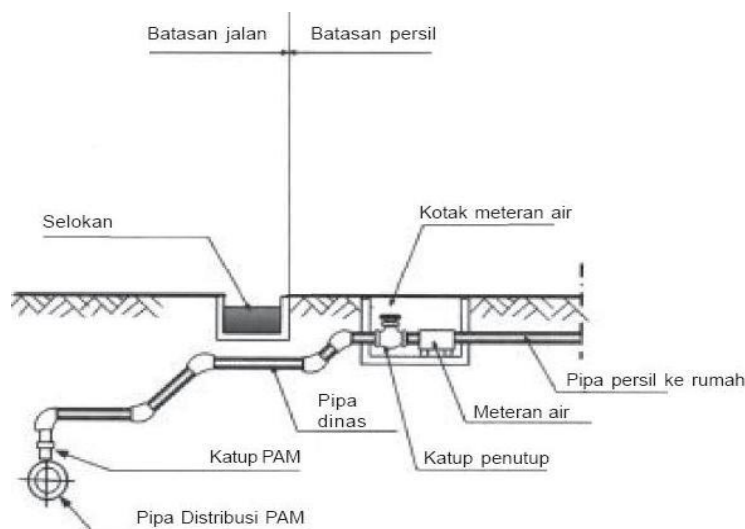 Batasan jalan
Batasan persil
Selokan
Kotak meteran air
Pipa persil ke rumah
Pipa
dinas
Meteran air
Katup PAM
Katup penutup
Pipa Distribusi PAM